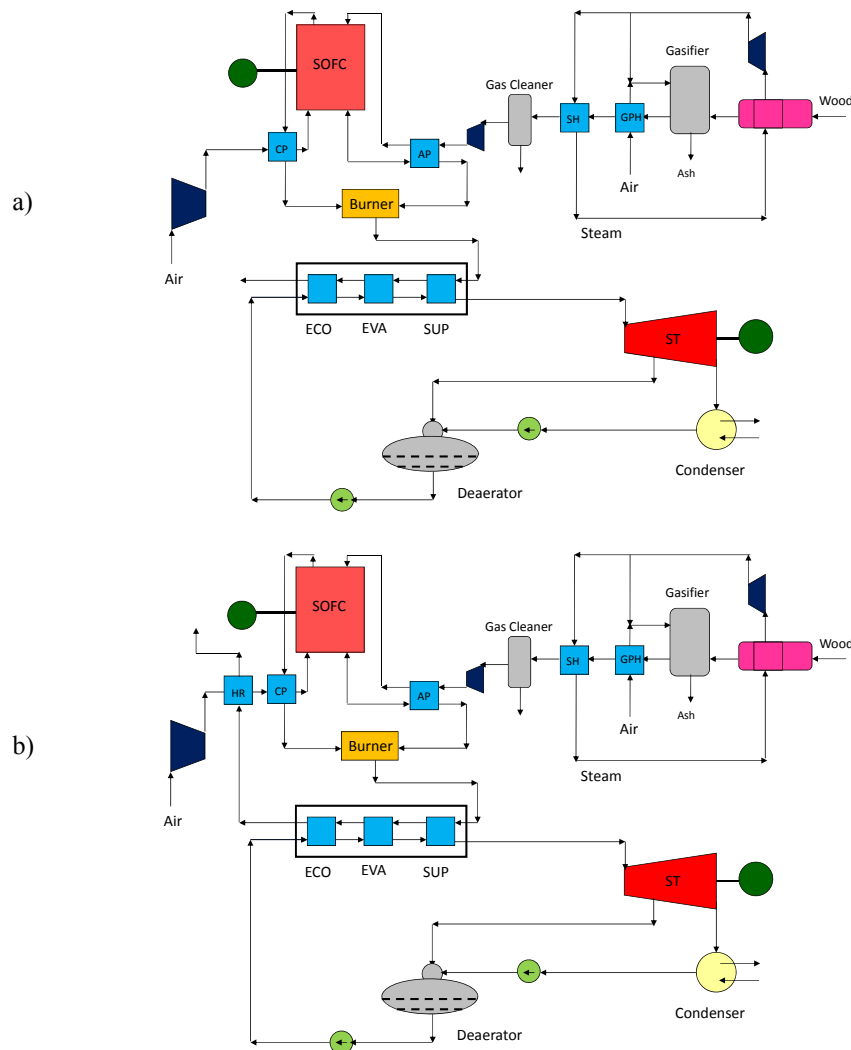 a)
SOFC
Gas Cleaner
Gasifier
Wood
CP
AP
SH
GPH
Air
Ash
Burner
Steam
Air
ECO
EVA
SUP
ST
Condenser
Deaerator
b)
SOFC
Gas Cleaner
Gasifier
Wood
HR
CP
AP
SH
GPH
Air
Ash
Burner
Steam
Air
ECO
EVA
SUP
ST
Condenser
Deaerator